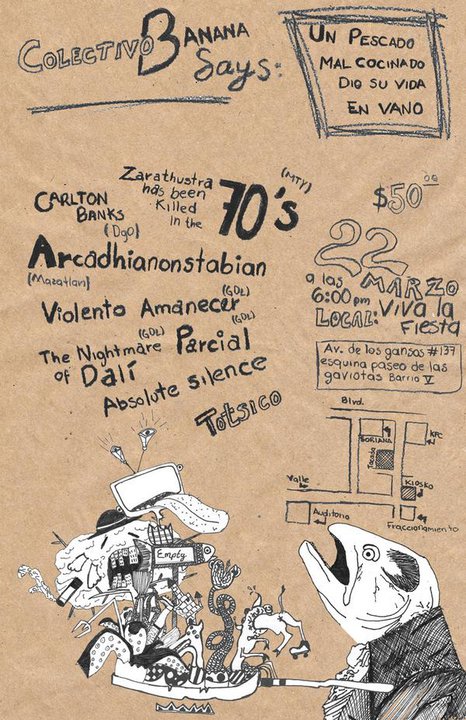 Colectivo Banana
Says:
Un Pescado
mal cocinado
dio su vida
en vano
Zarathustra
has been
Killed
in the
70's
(MTY)
Carlton
Banks
(Dgo)
Arcadhianonstabian
(Mazatlan)
Violento Amanecer
(GDL)
The Nightmare
of Dalí
(GDL)
Parcial
(GDL)
Absolute silence
Totsico
$50.00
22
Marzo
a las
6:00pm
Local: Viva la
Fiesta
Av. de los gansos #137
esquina paseo de las
gaviotas Barrio V
Blvd.
Soriana
KFC
Kiosko
Valle
Auditorio
Fraccionamiento
Empty